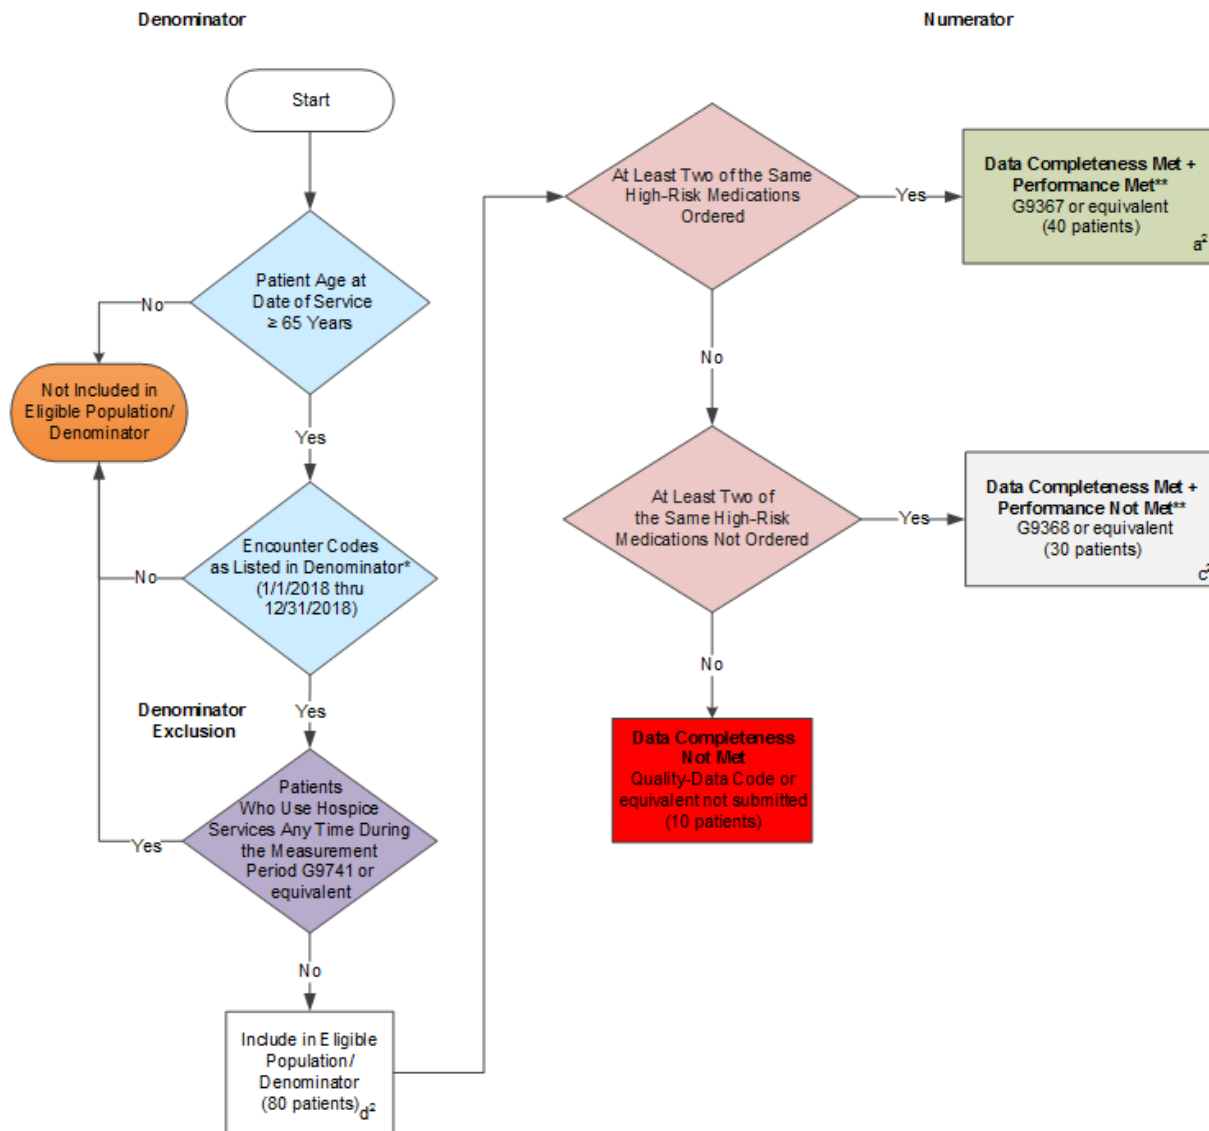 Denominator
Numerator
Start
Patient Age at
Date of Service
≥ 65 Years
No
Not Included in
Eligible Population/
Denominator
Yes
Encounter Codes
as Listed in Denominator*
(1/1/2018 thru
12/31/2018)
No
Yes
Denominator
Exclusion
Patients
Who Use Hospice
Services Any Time During
the Measurement
Period G9741 or
equivalent
Yes
No
Include in Eligible
Population/
Denominator
(80 patients) d²
At Least Two of the Same
High-Risk Medications
Ordered
Yes
Data Completeness Met +
Performance Met**
G9367 or equivalent
(40 patients)
a²
No
At Least Two of
the Same High-Risk
Medications Not Ordered
Yes
Data Completeness Met +
Performance Not Met**
G9368 or equivalent
(30 patients)
c²
No
Data Completeness
Not Met
Quality-Data Code or
equivalent not submitted
(10 patients)